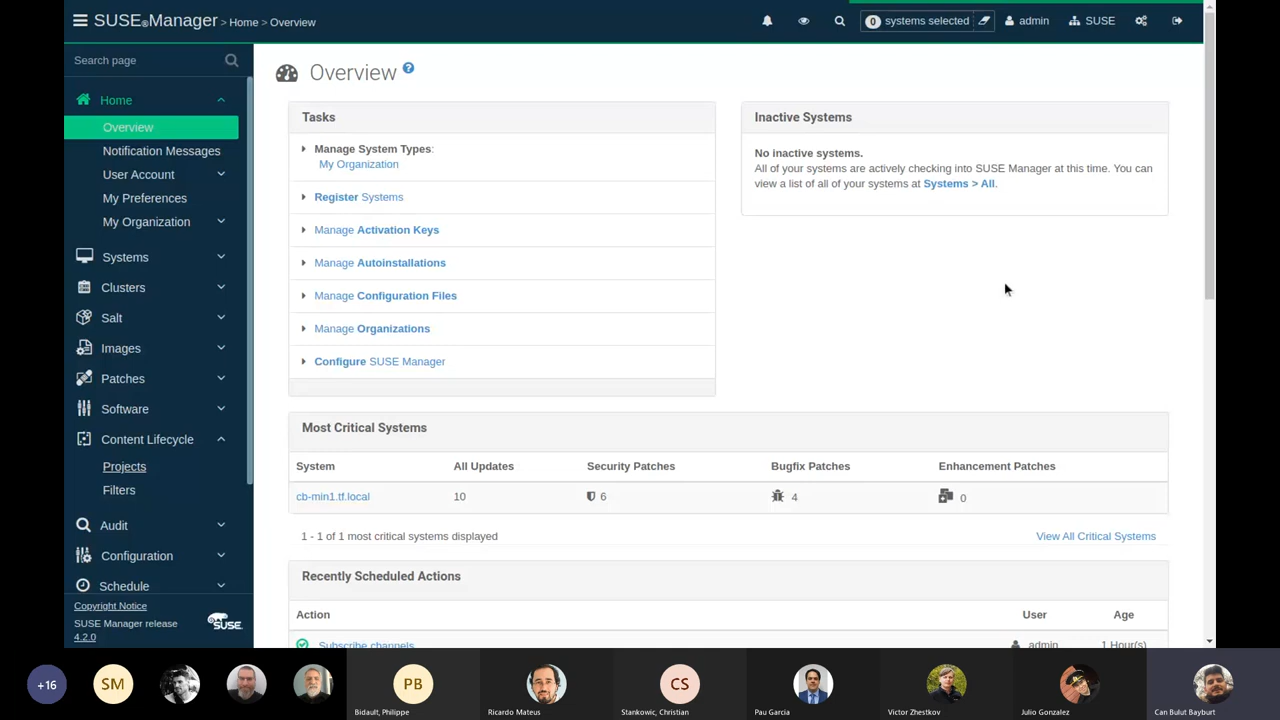 SUSE®Manager > Home > Overview
0 systems selected
admin
SUSE
Search page
Home
Overview
Notification Messages
User Account
My Preferences
My Organization
Systems
Clusters
Salt
Images
Patches
Software
Content Lifecycle
Projects
Filters
Audit
Configuration
Schedule
Copyright Notice
SUSE Manager release
4.2.0
SUSE
Overview ?
Tasks
Manage System Types:
My Organization
Register Systems
Manage Activation Keys
Manage Autoinstallations
Manage Configuration Files
Manage Organizations
Configure SUSE Manager
Inactive Systems
No inactive systems.
All of your systems are actively checking into SUSE Manager at this time. You can
view a list of all of your systems at Systems > All.
Most Critical Systems
System All Updates Security Patches Bugfix Patches Enhancement Patches
cb-min1.tf.local 10 6 4 0
1 - 1 of 1 most critical systems displayed View All Critical Systems
Recently Scheduled Actions
Action User Age
Subscribe channels admin 1 Hour(s)
+16 SM PB CS
Bidault, Philippe Ricardo Mateus Stankowic, Christian Pau Garcia Victor Zhestkov Julio Gonzalez Can Bulut Bayburt